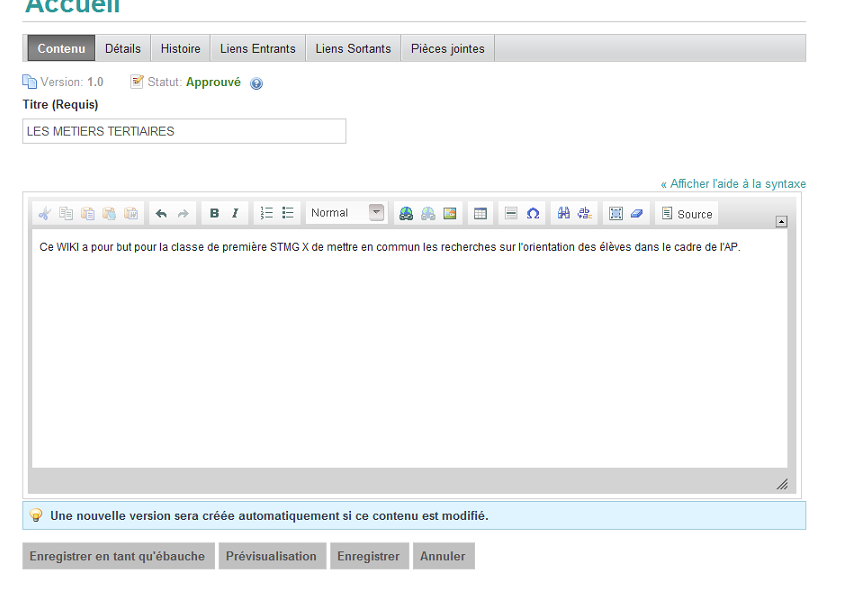 Accueil
Contenu Détails Histoire Liens Entrants Liens Sortants Pièces jointes
Version: 1.0 Statut: Approuvé
Titre (Requis)
LES METIERS TERTIAIRES
« Afficher l'aide à la syntaxe
B I Normal Ω Source
Ce WIKI a pour but pour la classe de première STMG X de mettre en commun les recherches sur l'orientation des élèves dans le cadre de l'AP.
Une nouvelle version sera créée automatiquement si ce contenu est modifié.
Enregistrer en tant qu'ébauche Prévisualisation Enregistrer Annuler